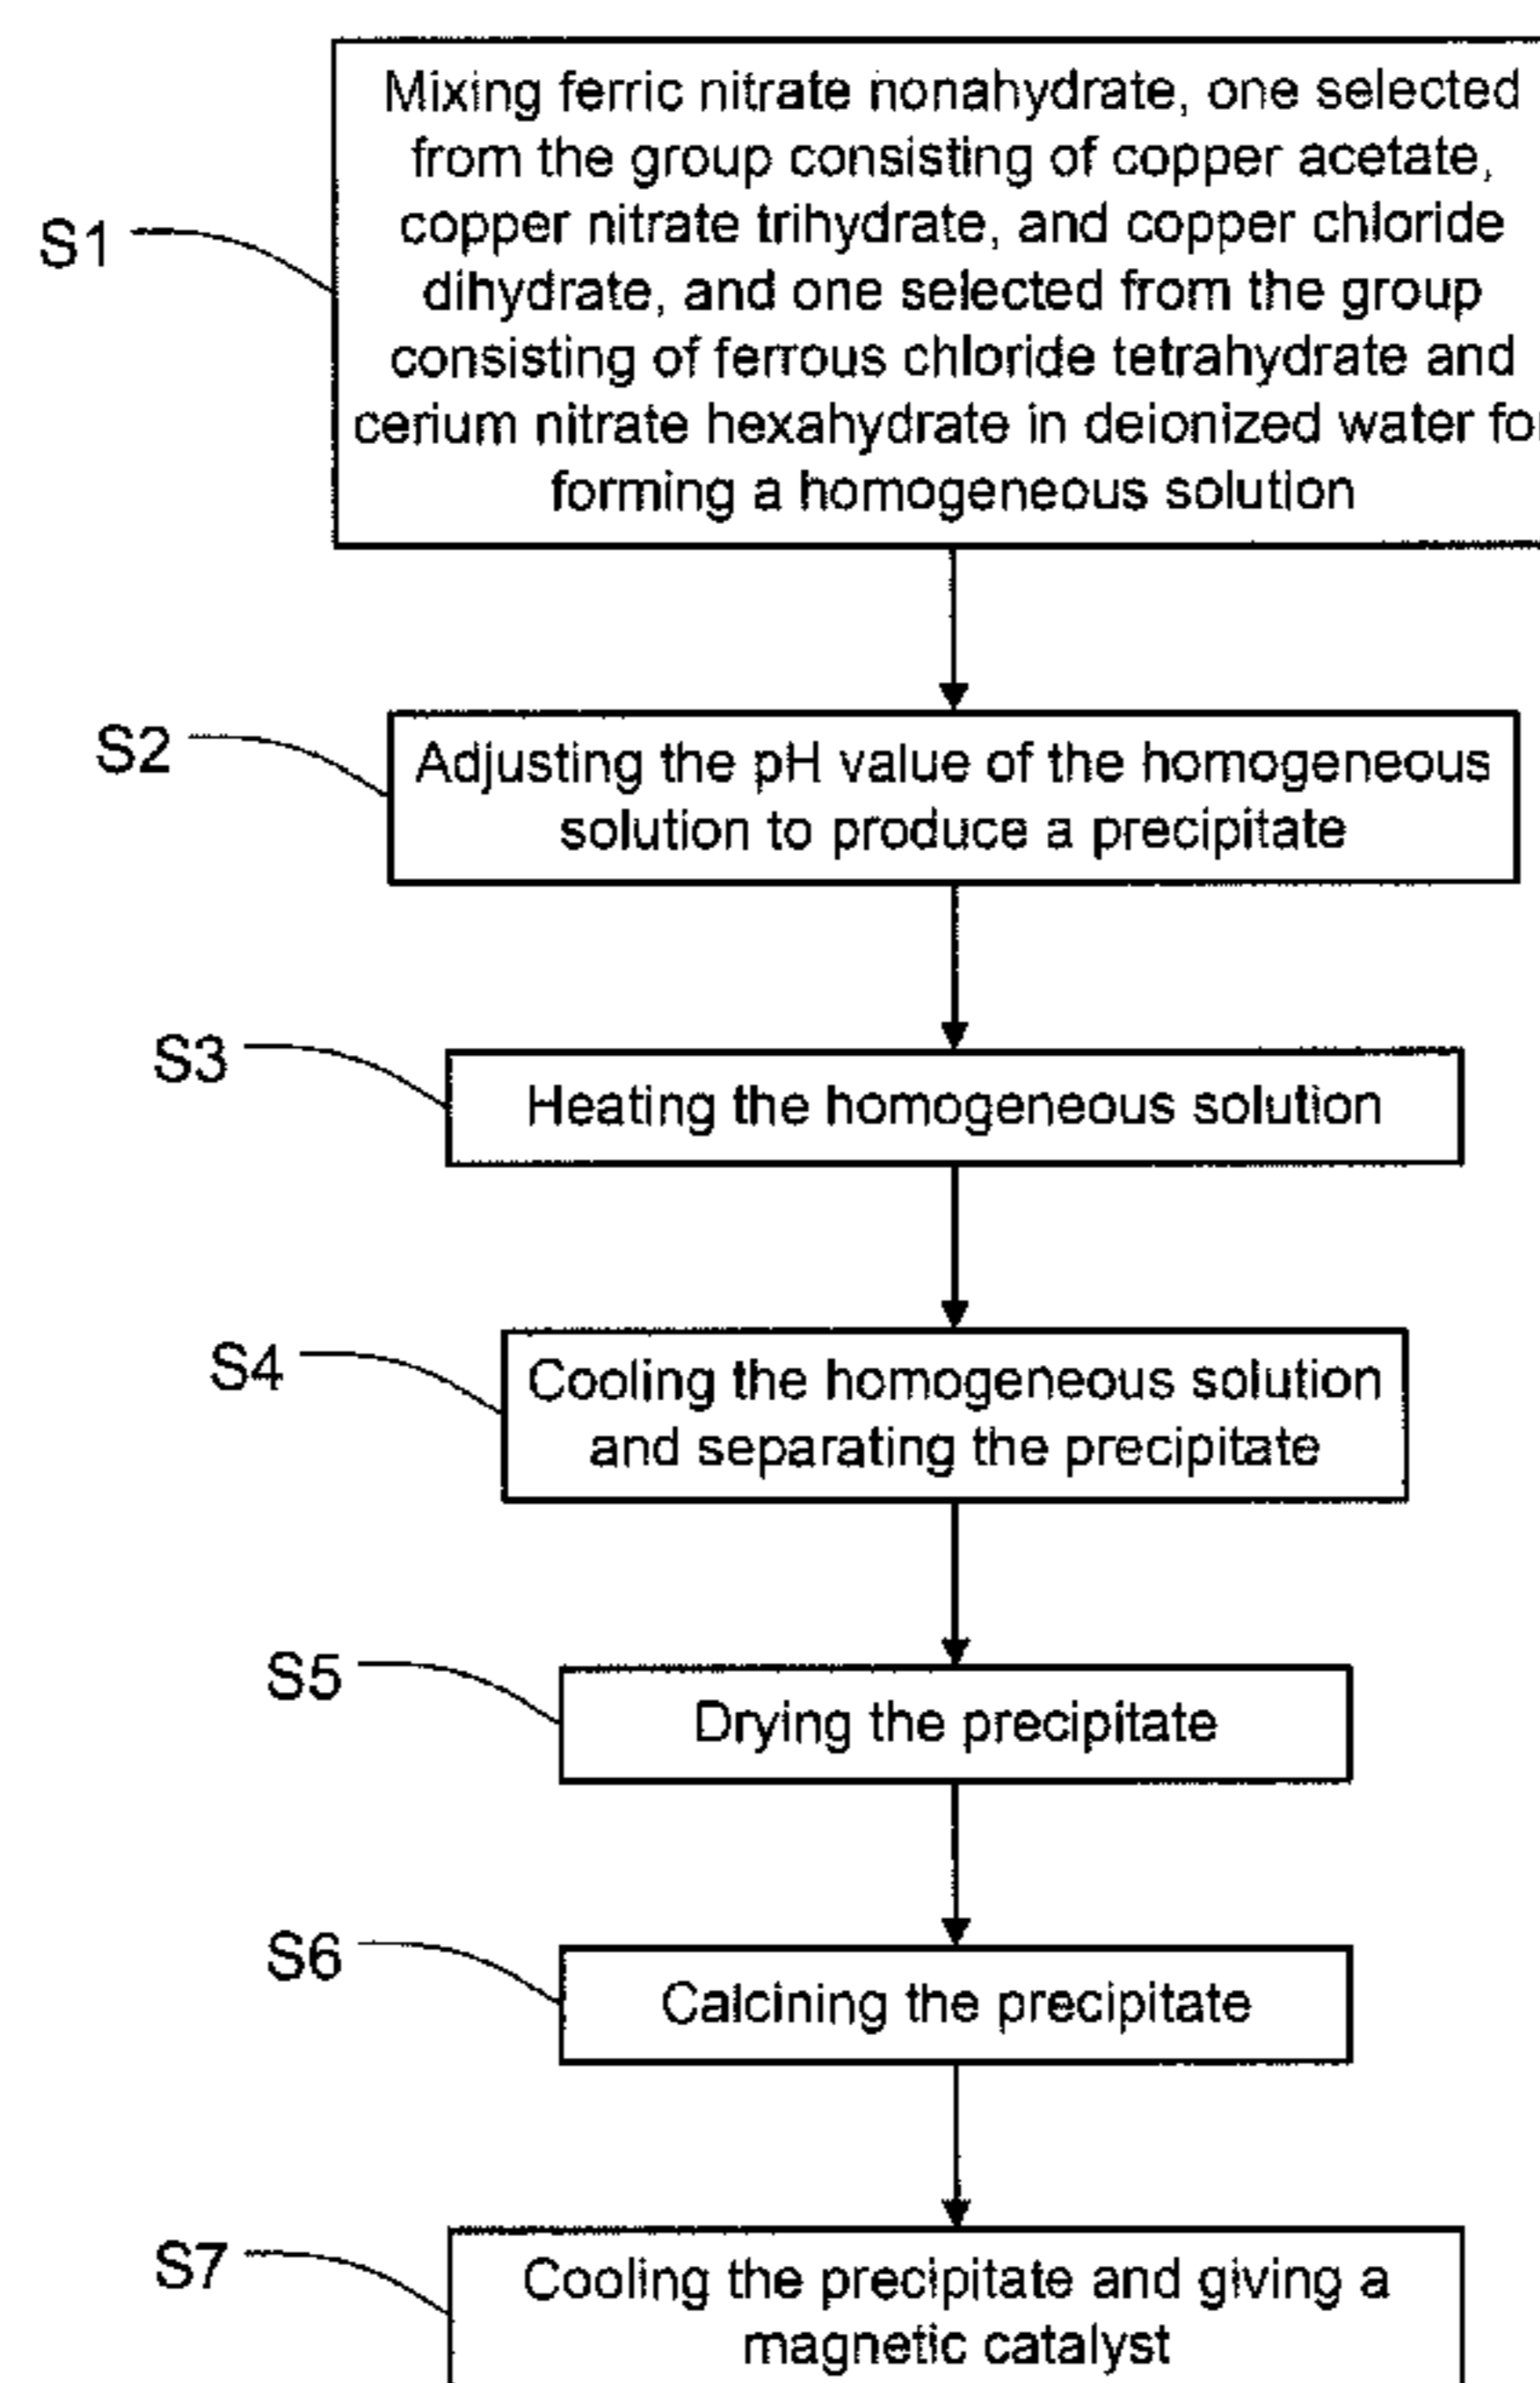 Mixing ferric nitrate nonahydrate, one selected
from the group consisting of copper acetate,
S1
copper nitrate trihydrate, and copper chloride
dihydrate, and one selected from the group
consisting of ferrous chloride tetrahydrate and
cerium nitrate hexahydrate in deionized water for
forming a homogeneous solution
S2
Adjusting the pH value of the homogeneous
solution to produce a precipitate
S3
Heating the homogeneous solution
S4
Cooling the homogeneous solution
and separating the precipitate
S5
Drying the precipitate
S6
Calcining the precipitate
S7
Cooling the precipitate and giving a
magnetic catalyst